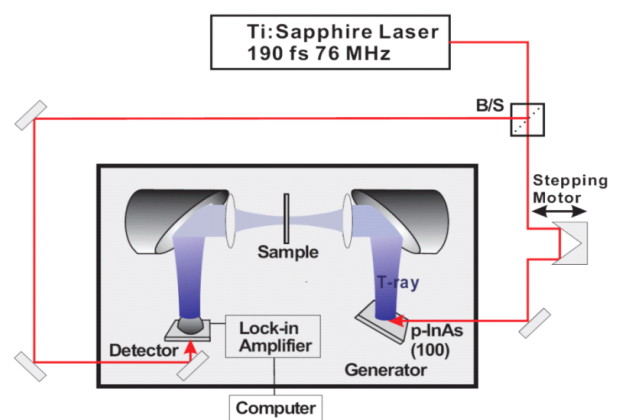 Ti:Sapphire Laser
190 fs 76 MHz
B/S
Stepping
Motor
Sample
T-ray
Lock-in
Amplifier
p-InAs
(100)
Detector
Generator
Computer